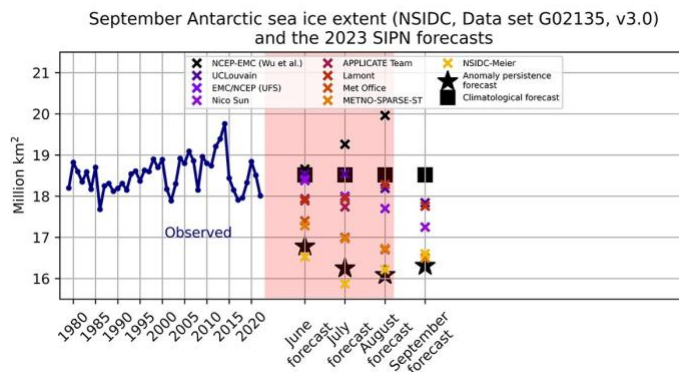 September Antarctic sea ice extent (NSIDC, Data set G02135, v3.0)
and the 2023 SIPN forecasts
NCEP-EMC (Wu et al.)
UCLouvain
EMC/NCEP (UFS)
Nico Sun
APPLICATE Team
Lamont
Met Office
METNO-SPARSE-ST
NSIDC-Meier
Anomaly persistence
forecast
Climatological forecast
Million km²
21
20
19
18
17
16
Observed
1980
1985
1990
1995
2000
2005
2010
2015
2020
June
forecast
July
forecast
August
forecast
September
forecast